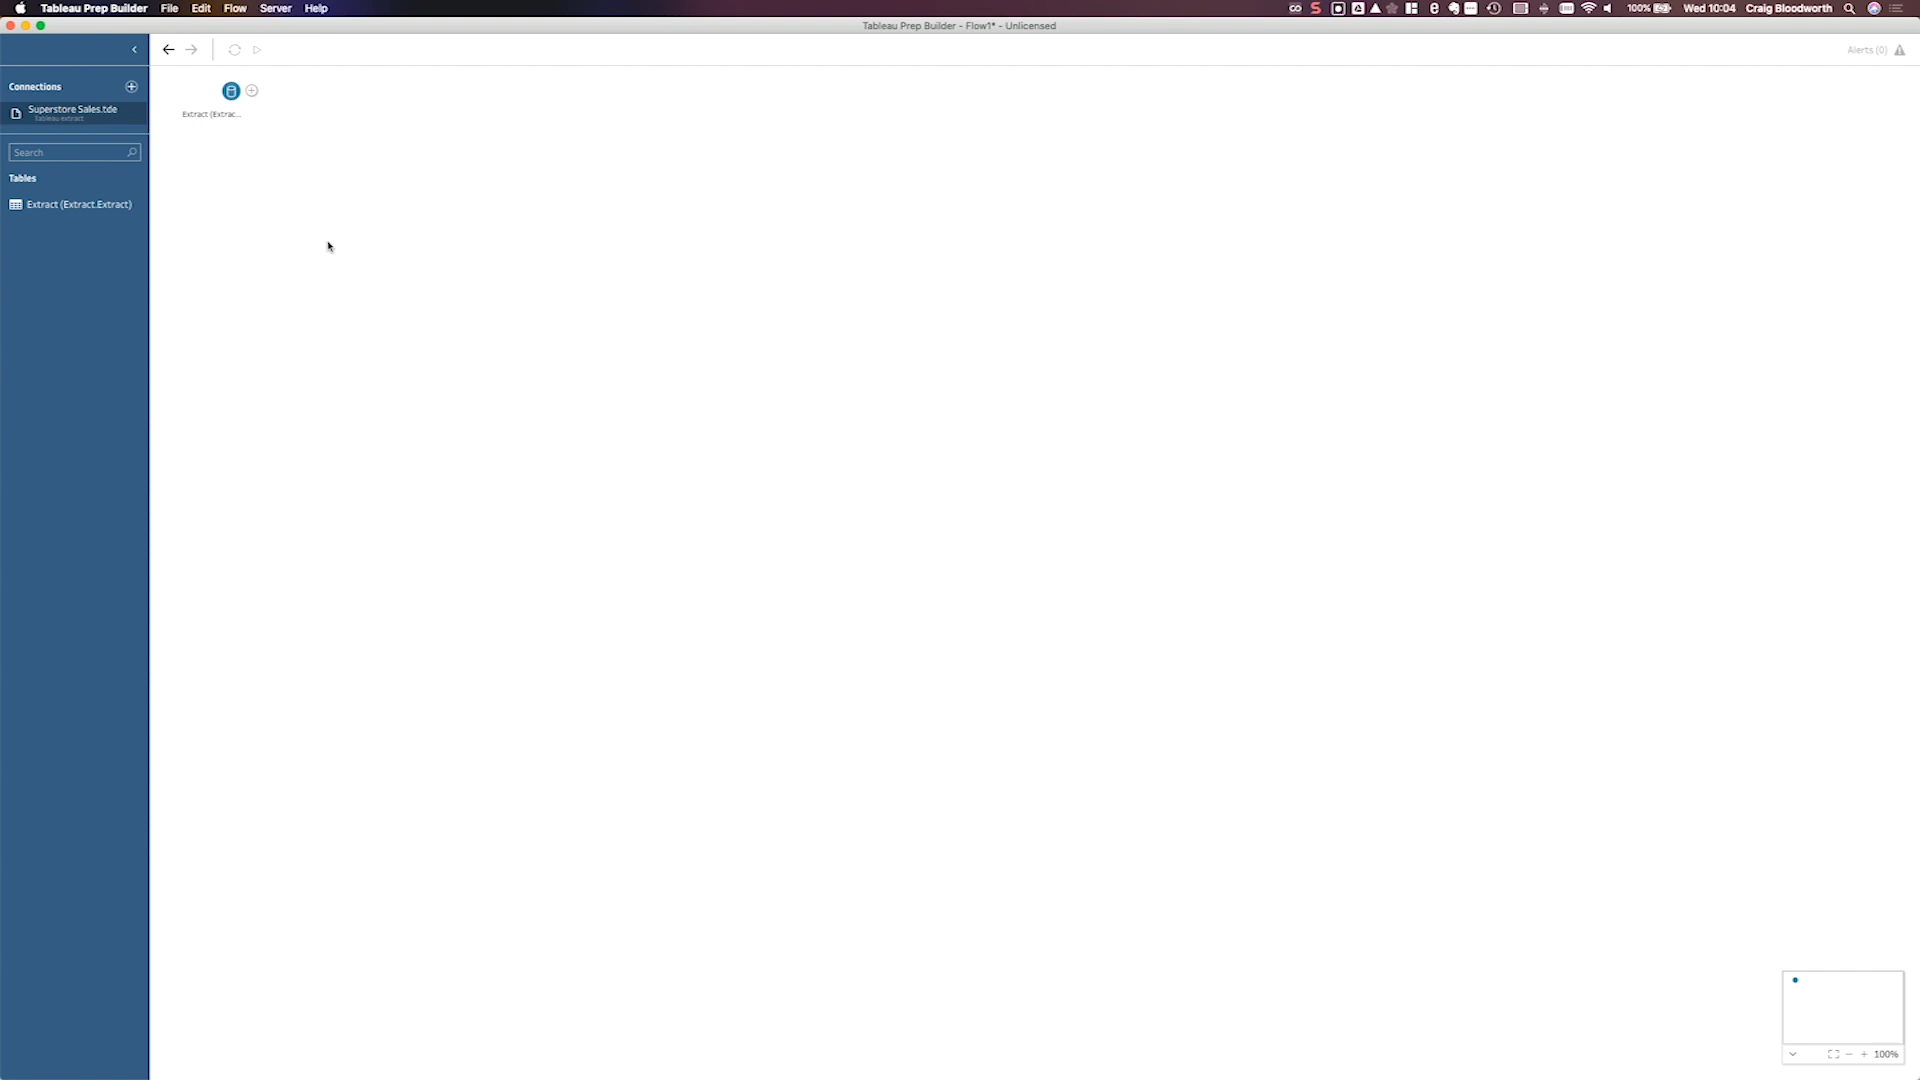 Tableau Prep Builder File Edit Flow Server Help
100% Wed 10:04 Craig Bloodworth
Tableau Prep Builder - Flow1* - Unlicensed
Alerts (0)
Connections
Superstore Sales.tde
Tableau extract
Extract (Extrac...
Search
Tables
Extract (Extract.Extract)
100%